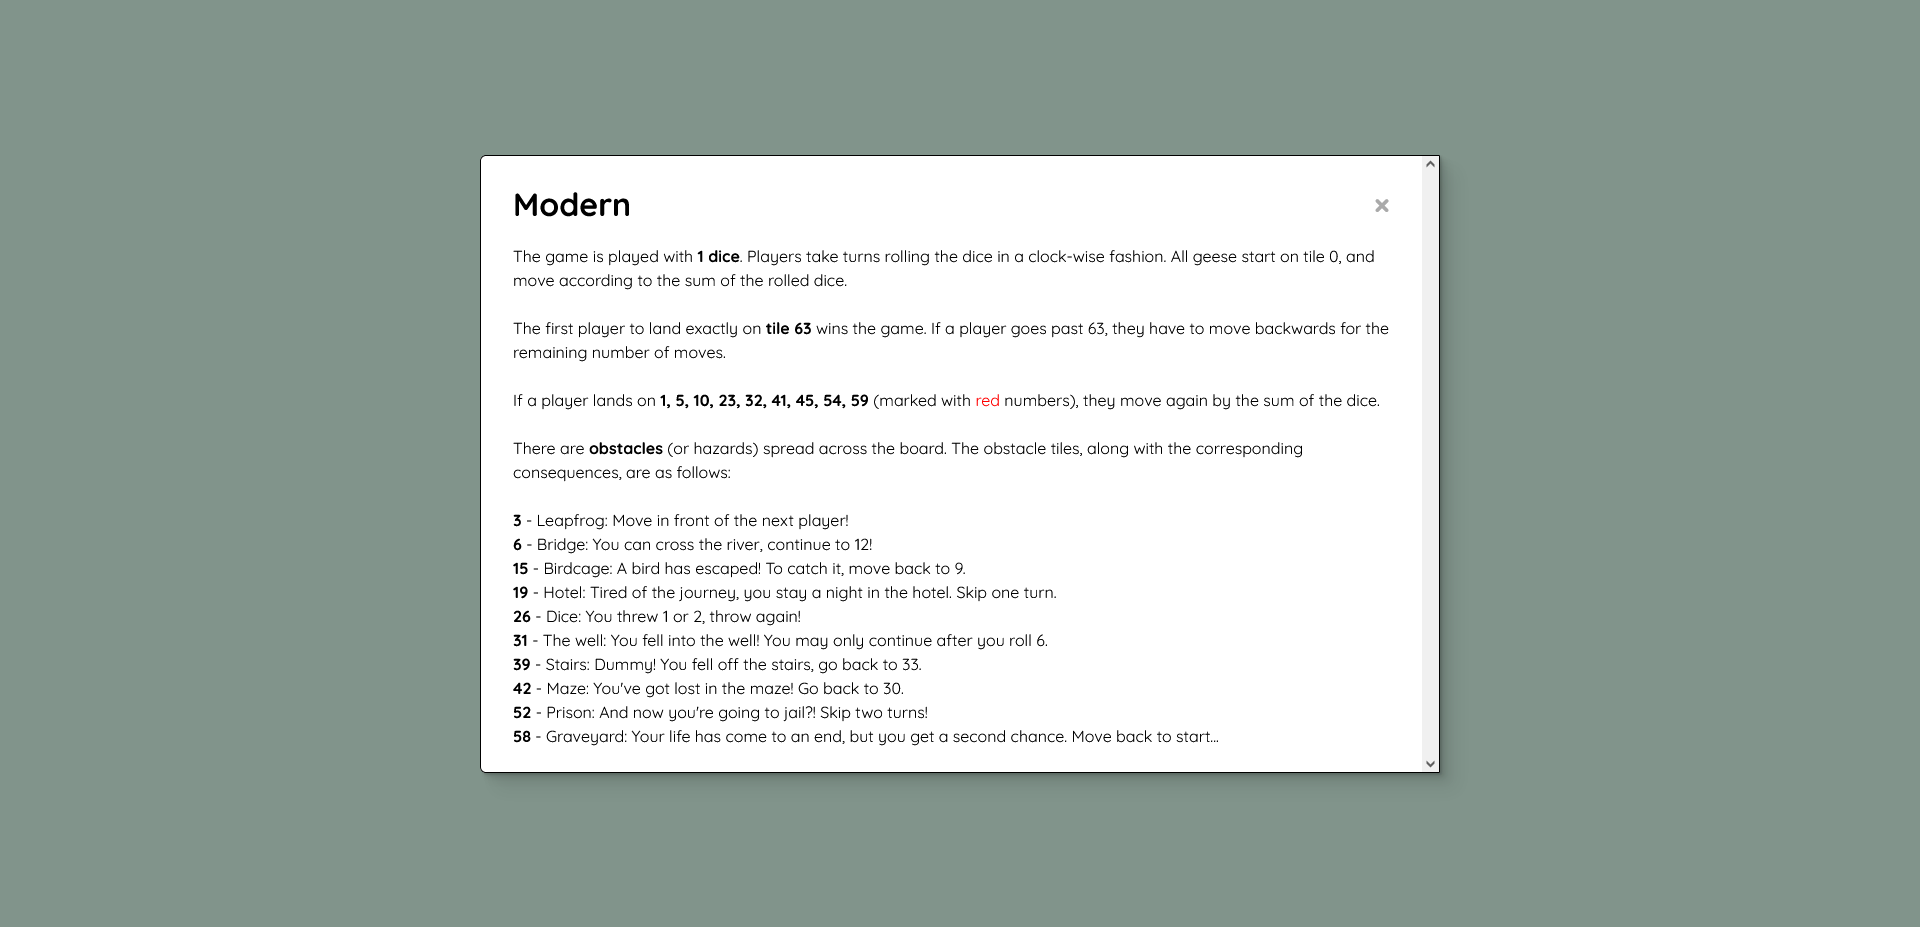 Modern
The game is played with 1 dice. Players take turns rolling the dice in a clock-wise fashion. All geese start on tile 0, and
move according to the sum of the rolled dice.
The first player to land exactly on tile 63 wins the game. If a player goes past 63, they have to move backwards for the
remaining number of moves.
If a player lands on 1, 5, 10, 23, 32, 41, 45, 54, 59 (marked with red numbers), they move again by the sum of the dice.
There are obstacles (or hazards) spread across the board. The obstacle tiles, along with the corresponding
consequences, are as follows:
3 - Leapfrog: Move in front of the next player!
6 - Bridge: You can cross the river, continue to 12!
15 - Birdcage: A bird has escaped! To catch it, move back to 9.
19 - Hotel: Tired of the journey, you stay a night in the hotel. Skip one turn.
26 - Dice: You threw 1 or 2, throw again!
31 - The well: You fell into the well! You may only continue after you roll 6.
39 - Stairs: Dummy! You fell off the stairs, go back to 33.
42 - Maze: You've got lost in the maze! Go back to 30.
52 - Prison: And now you're going to jail?! Skip two turns!
58 - Graveyard: Your life has come to an end, but you get a second chance. Move back to start...